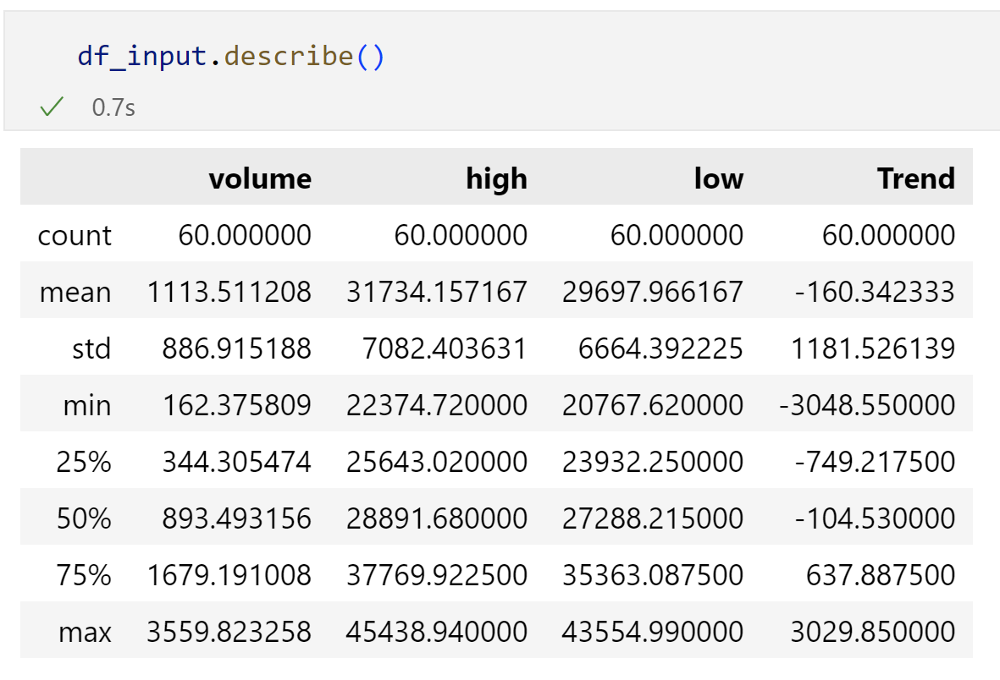 df_input.describe()
0.7s
volume high low Trend
count 60.000000 60.000000 60.000000 60.000000
mean 1113.511208 31734.157167 29697.966167 -160.342333
std 886.915188 7082.403631 6664.392225 1181.526139
min 162.375809 22374.720000 20767.620000 -3048.550000
25% 344.305474 25643.020000 23932.250000 -749.217500
50% 893.493156 28891.680000 27288.215000 -104.530000
75% 1679.191008 37769.922500 35363.087500 637.887500
max 3559.823258 45438.940000 43554.990000 3029.850000